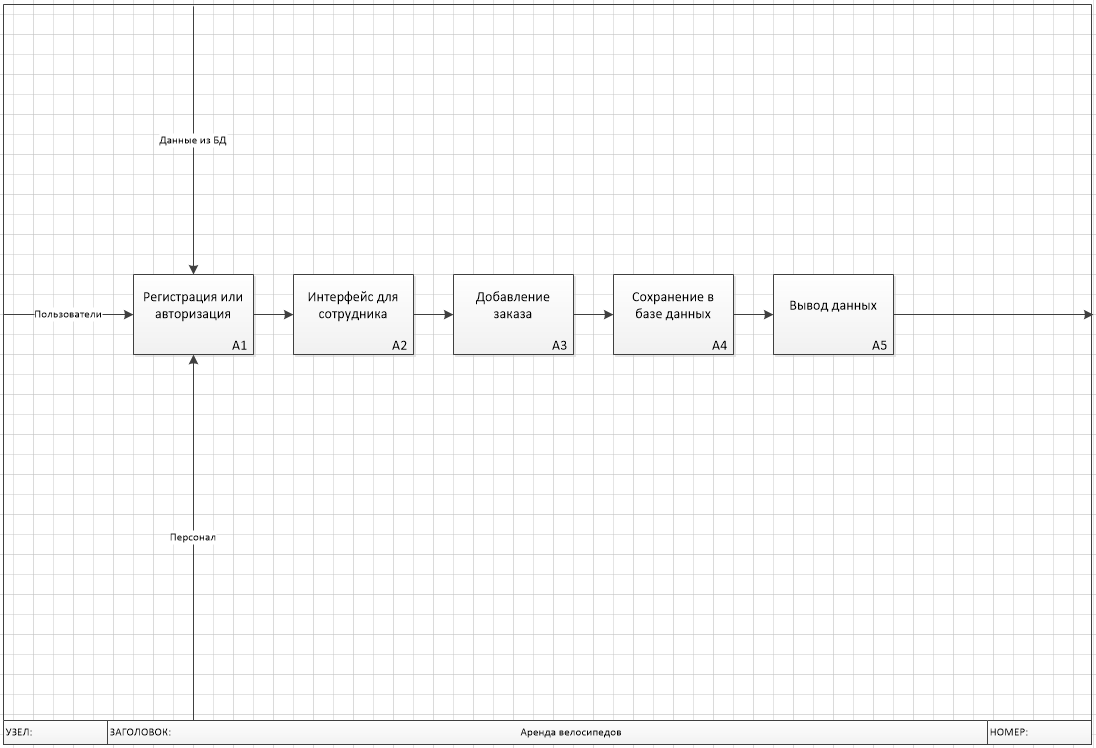 Данные из БД
Пользователи
Регистрация или
авторизация
A1
Интерфейс для
сотрудника
A2
Добавление
заказа
A3
Сохранение в
базе данных
A4
Вывод данных
A5
Персонал
УЗЕЛ:
ЗАГОЛОВОК:
Аренда велосипедов
НОМЕР: